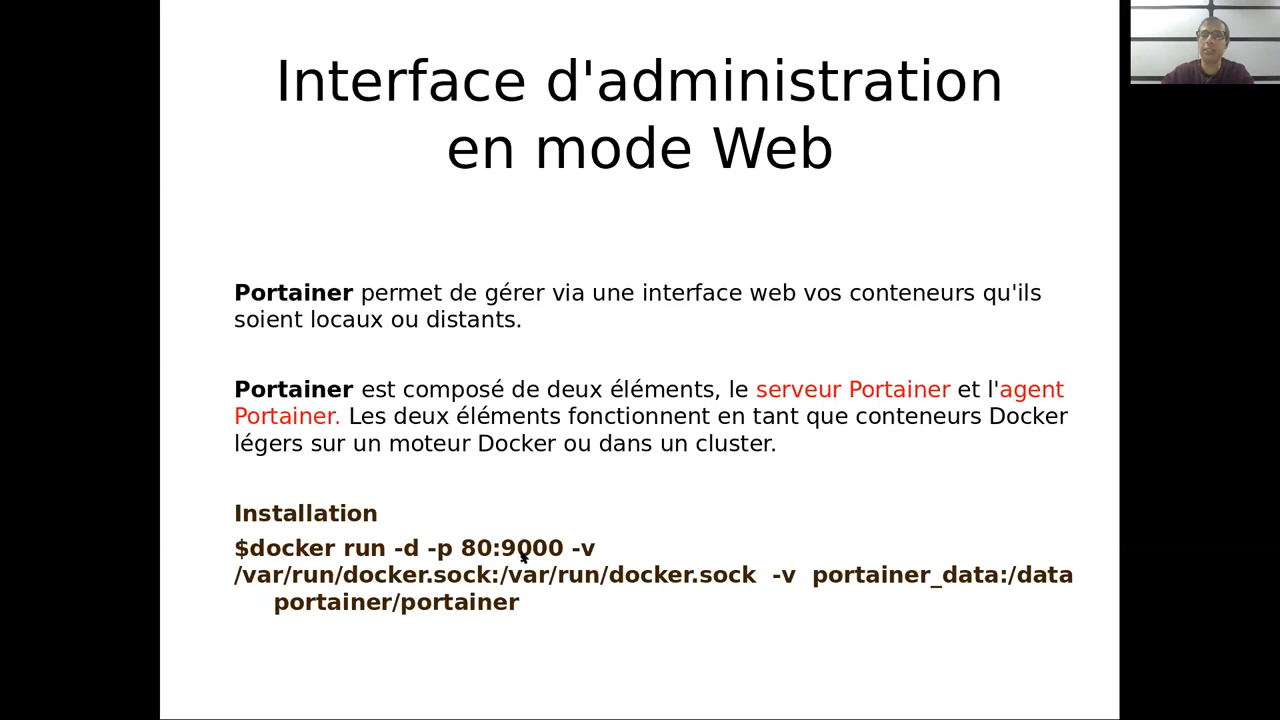 Interface d'administration
en mode Web
Portainer permet de gérer via une interface web vos conteneurs qu'ils
soient locaux ou distants.
Portainer est composé de deux éléments, le serveur Portainer et l'agent
Portainer. Les deux éléments fonctionnent en tant que conteneurs Docker
légers sur un moteur Docker ou dans un cluster.
Installation
$docker run -d -p 80:9000 -v
/var/run/docker.sock:/var/run/docker.sock -v portainer_data:/data
portainer/portainer